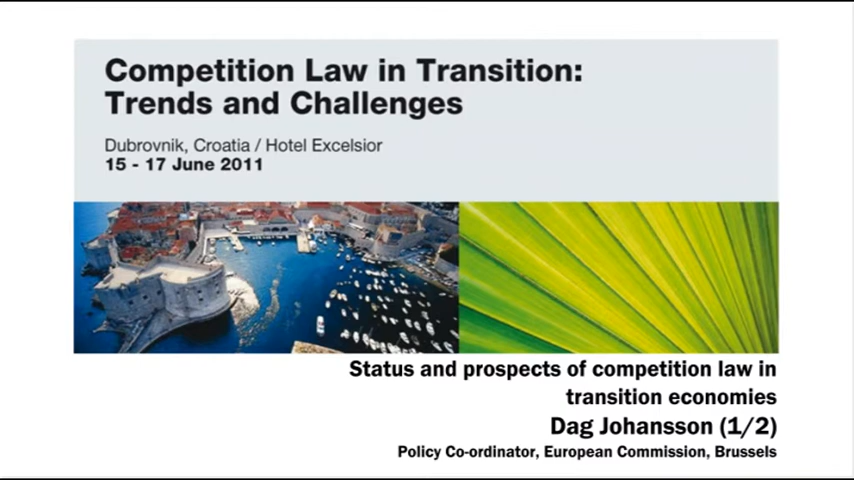 Competition Law in Transition:
Trends and Challenges
Dubrovnik, Croatia / Hotel Excelsior
15 - 17 June 2011
Status and prospects of competition law in
transition economies
Dag Johansson (1/2)
Policy Co-ordinator, European Commission, Brussels